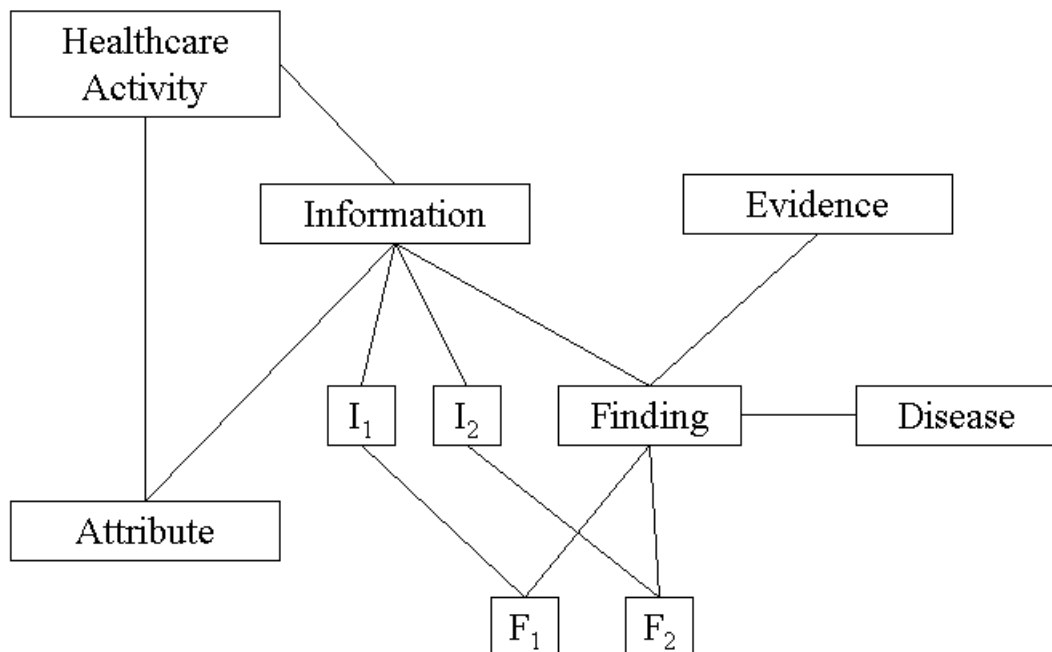 Healthcare
Activity
Information
Evidence
I₁
I₂
Finding
Disease
Attribute
F₁
F₂